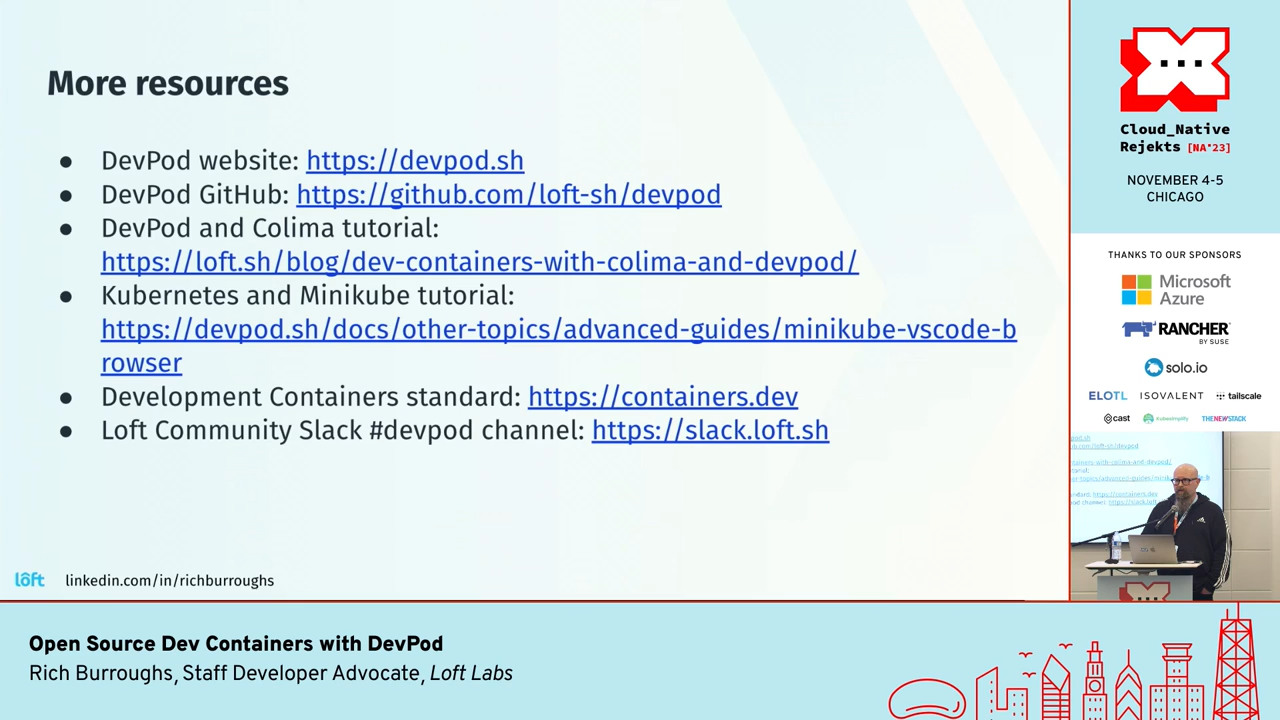 More resources
● DevPod website: https://devpod.sh
● DevPod GitHub: https://github.com/loft-sh/devpod
● DevPod and Colima tutorial:
https://loft.sh/blog/dev-containers-with-colima-and-devpod/
● Kubernetes and Minikube tutorial:
https://devpod.sh/docs/other-topics/advanced-guides/minikube-vscode-b
rowser
● Development Containers standard: https://containers.dev
● Loft Community Slack #devpod channel: https://slack.loft.sh
loft linkedin.com/in/richburroughs
Open Source Dev Containers with DevPod
Rich Burroughs, Staff Developer Advocate, Loft Labs
Cloud_Native
Rejekts [NA'23]
NOVEMBER 4-5
CHICAGO
THANKS TO OUR SPONSORS
Microsoft
Azure
RANCHER
BY SUSE
solo.io
ELOTL ISOVALENT tailscale
cast kubesimplify THENEWSTACK